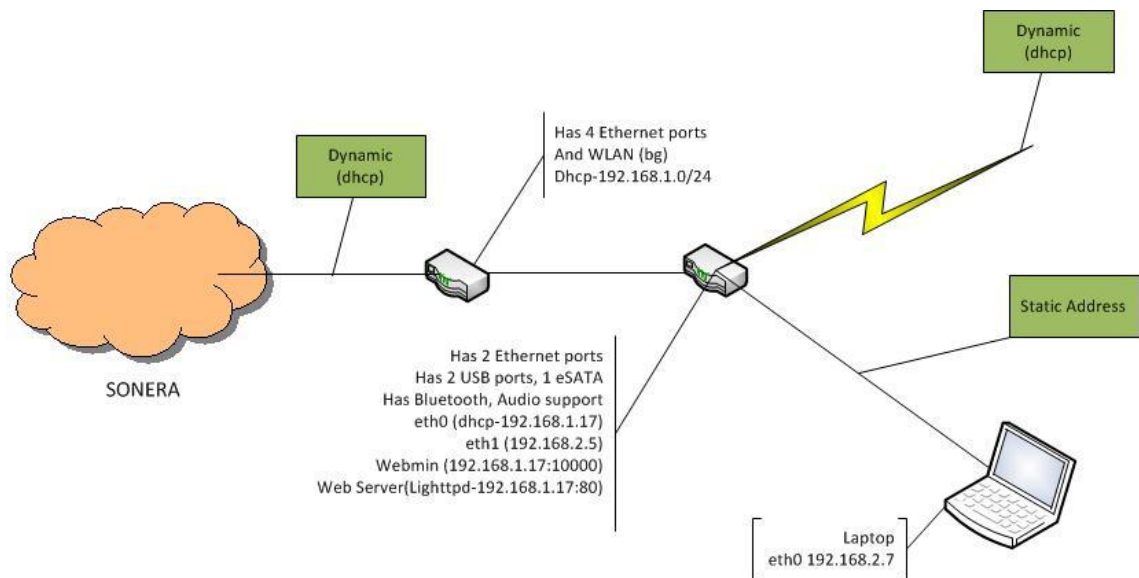 Dynamic
(dhcp)
Has 4 Ethernet ports
And WLAN (bg)
Dhcp-192.168.1.0/24
Dynamic
(dhcp)
Static Address
SONERA
Has 2 Ethernet ports
Has 2 USB ports, 1 eSATA
Has Bluetooth, Audio support
eth0 (dhcp-192.168.1.17)
eth1 (192.168.2.5)
Webmin (192.168.1.17:10000)
Web Server(Lighttpd-192.168.1.17:80)
Laptop
eth0 192.168.2.7